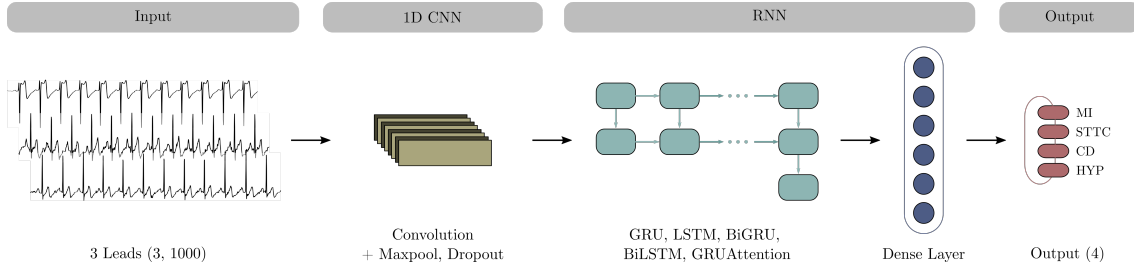 Input
1D CNN
RNN
Output
MI
STTC
CD
HYP
3 Leads (3, 1000)
Convolution
+ Maxpool, Dropout
GRU, LSTM, BiGRU,
BiLSTM, GRUAttention
Dense Layer
Output (4)